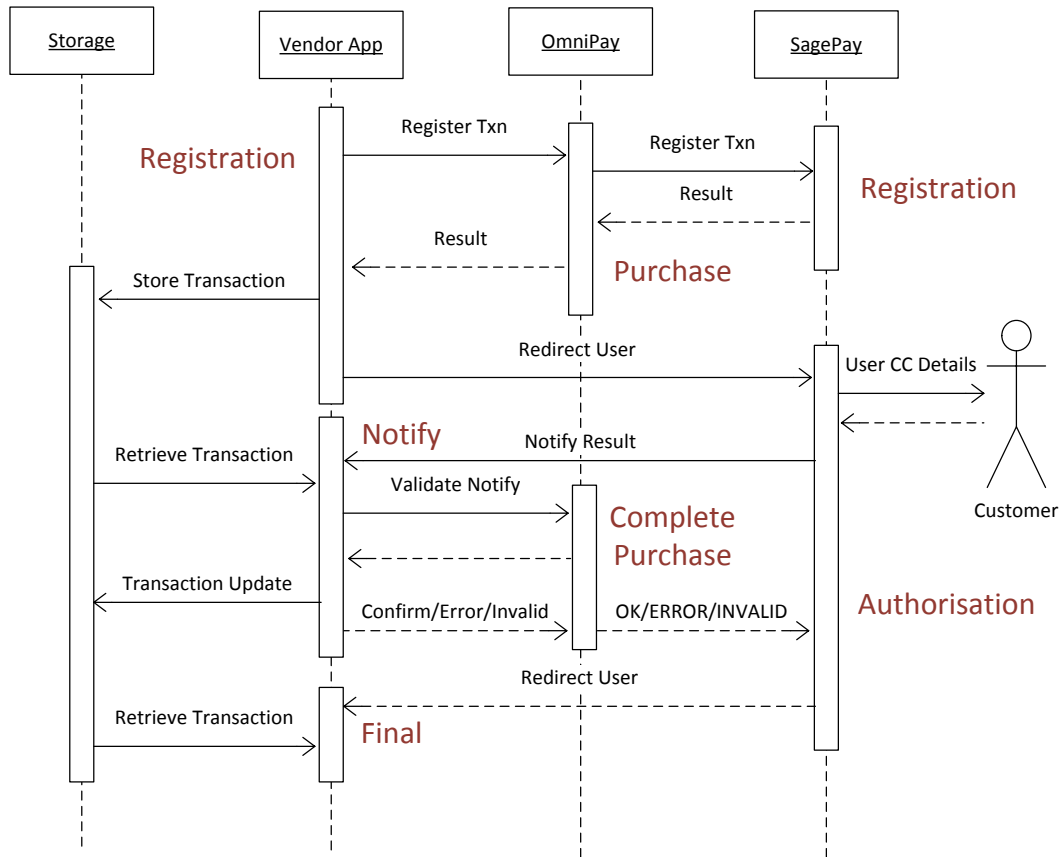 Storage
Vendor App
OmniPay
SagePay
Register Txn
Register Txn
Registration
Registration
Result
Result
Purchase
Store Transaction
Redirect User
User CC Details
Notify
Notify Result
Retrieve Transaction
Validate Notify
Customer
Complete
Purchase
Transaction Update
Confirm/Error/Invalid
OK/ERROR/INVALID
Authorisation
Redirect User
Retrieve Transaction
Final